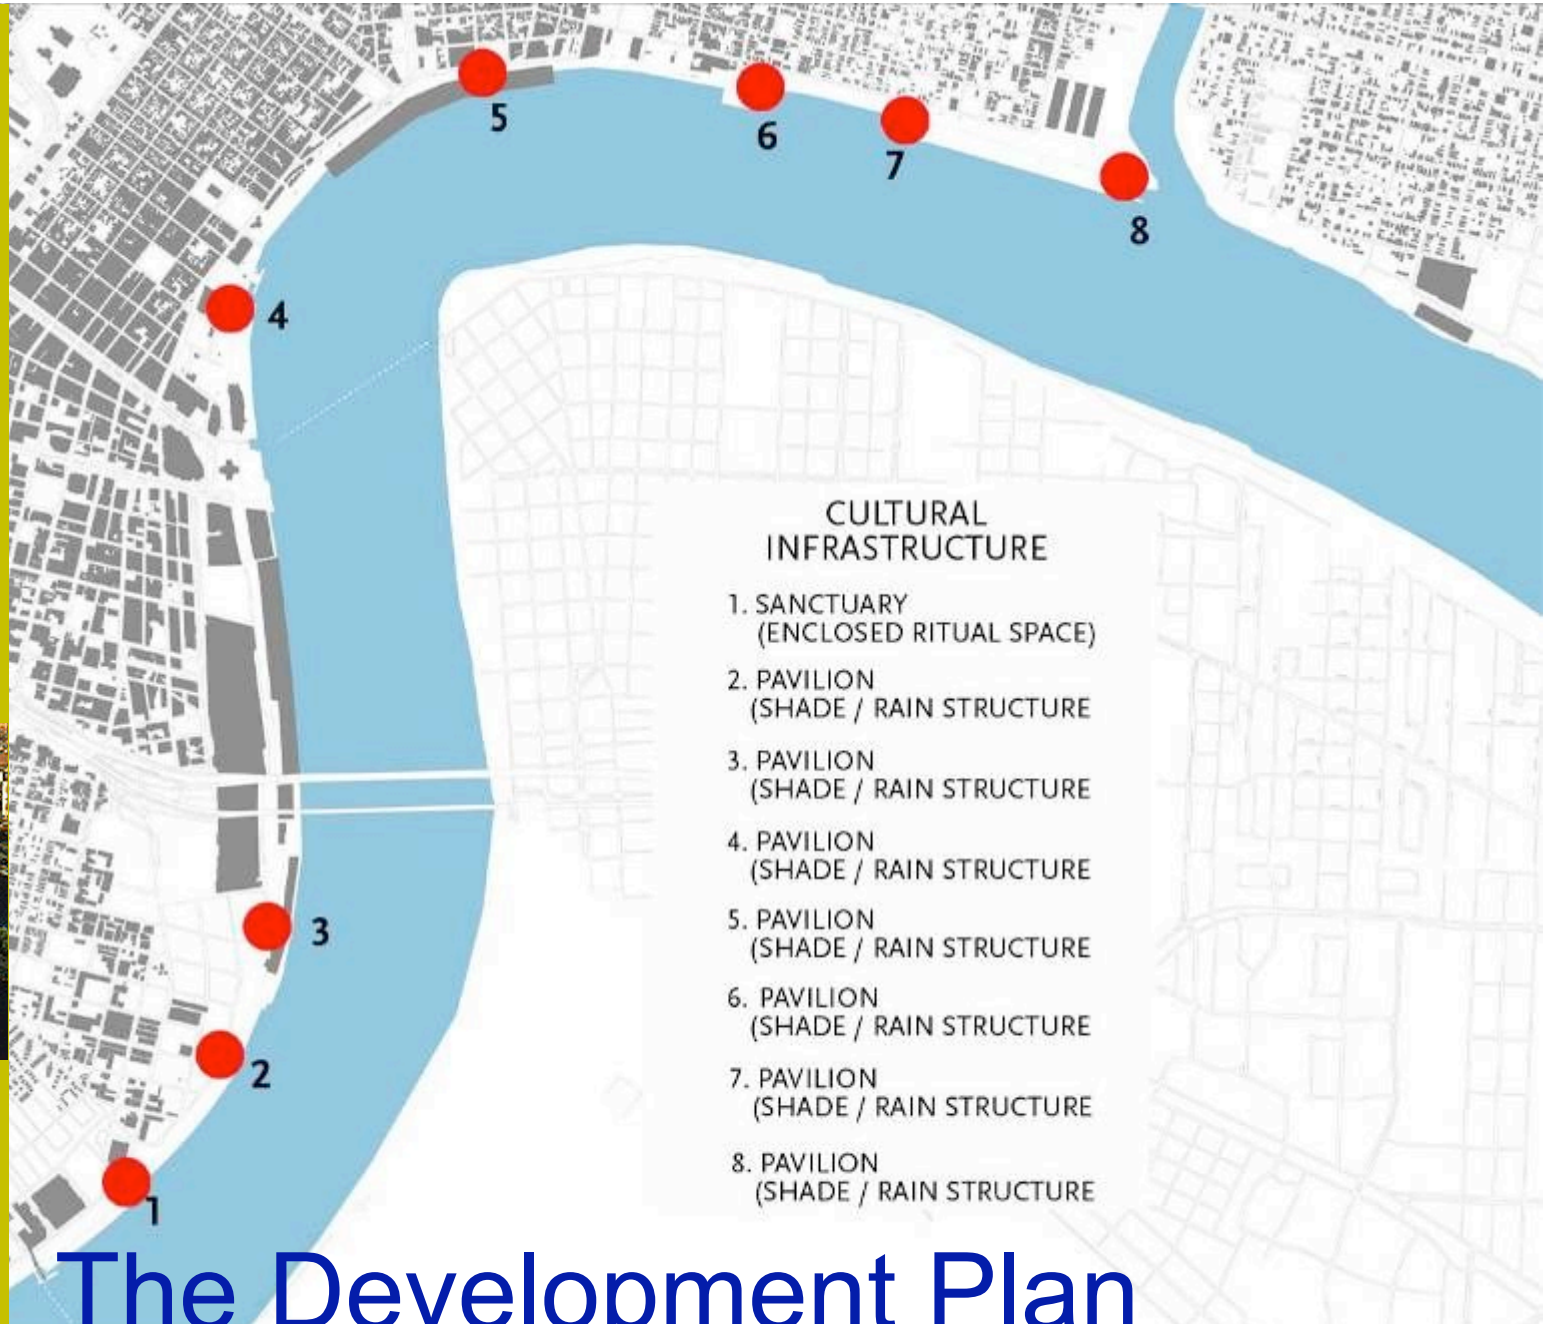 5
6
7
8
4
CULTURAL
INFRASTRUCTURE
1. SANCTUARY
(ENCLOSED RITUAL SPACE)
2. PAVILION
(SHADE / RAIN STRUCTURE
3. PAVILION
(SHADE / RAIN STRUCTURE
4. PAVILION
(SHADE / RAIN STRUCTURE
5. PAVILION
(SHADE / RAIN STRUCTURE
6. PAVILION
(SHADE / RAIN STRUCTURE
7. PAVILION
(SHADE / RAIN STRUCTURE
8. PAVILION
(SHADE / RAIN STRUCTURE
3
2
1
The Development Plan